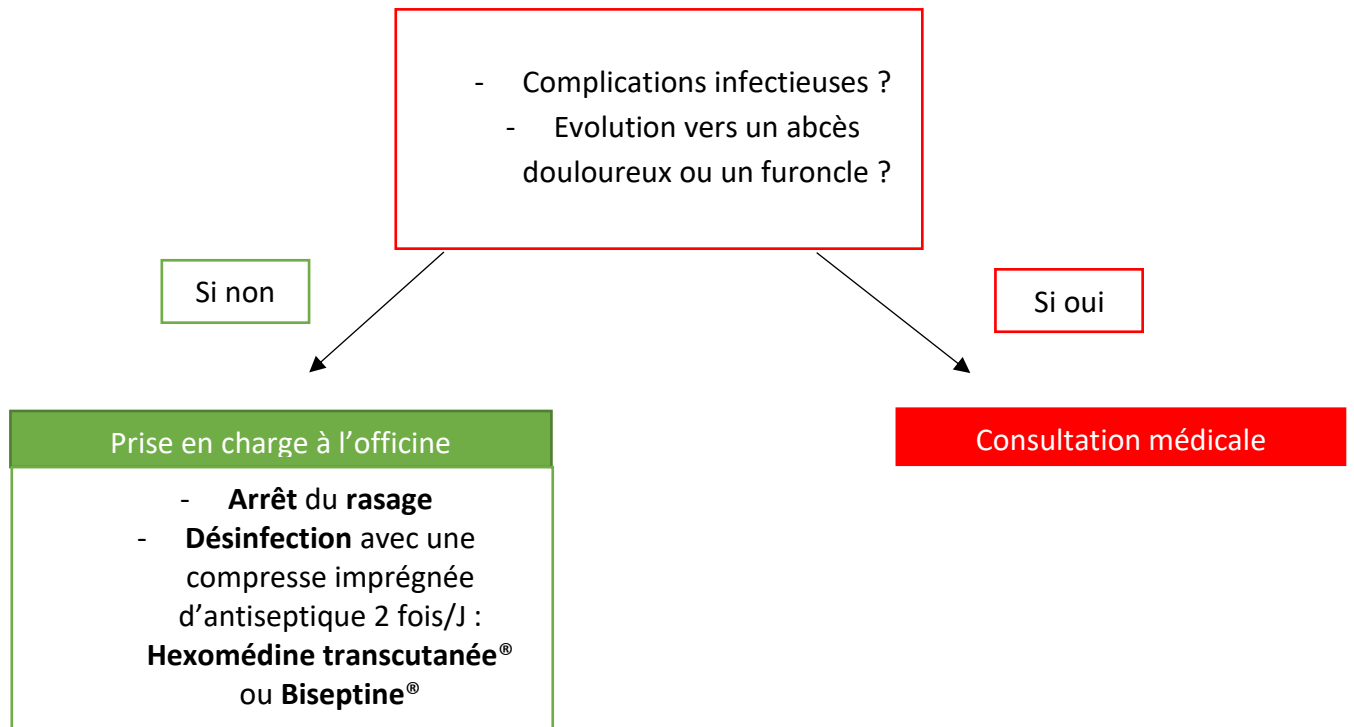 - Complications infectieuses ?
- Evolution vers un abcès
douloureux ou un furoncle ?
Si non
Si oui
Prise en charge à l’officine
Consultation médicale
- Arrêt du rasage
- Désinfection avec une
compresse imprégnée
d’antiseptique 2 fois/J :
Hexomédine transcutanée®
ou Biseptine®